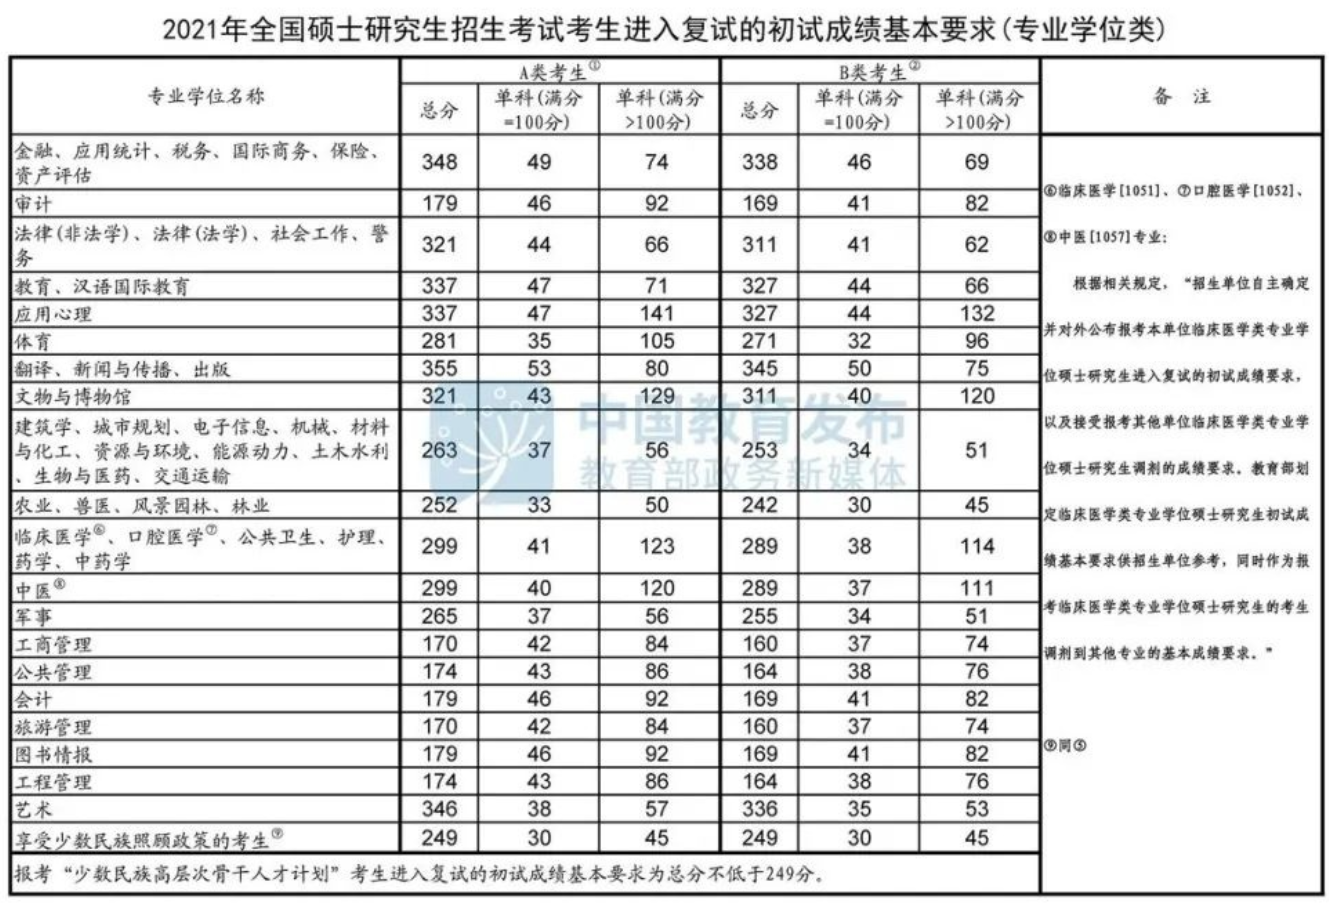 2021年全国硕士研究生招生考试考生进入复试的初试成绩基本要求(专业学位类)
专业学位名称 A类考生① B类考生② 备 注
总分 单科(满分=100分) 单科(满分>100分) 总分 单科(满分=100分) 单科(满分>100分)
金融、应用统计、税务、国际商务、保险、
资产评估 348 49 74 338 46 69
审计 179 46 92 169 41 82
法律(非法学)、法律(法学)、社会工作、警
务 321 44 66 311 41 62
教育、汉语国际教育 337 47 71 327 44 66
应用心理 337 47 141 327 44 132
体育 281 35 105 271 32 96
翻译、新闻与传播、出版 355 53 80 345 50 75
文物与博物馆 321 43 129 311 40 120
建筑学、城市规划、电子信息、机械、材料
与化工、资源与环境、能源动力、土木水利
、生物与医药、交通运输 263 37 56 253 34 51
农业、兽医、风景园林、林业 252 33 50 242 30 45
临床医学⑥、口腔医学⑦、公共卫生、护理、
药学、中药学 299 41 123 289 38 114
中医⑧ 299 40 120 289 37 111
军事 265 37 56 255 34 51
工商管理 170 42 84 160 37 74
公共管理 174 43 86 164 38 76
会计 179 46 92 169 41 82
旅游管理 170 42 84 160 37 74
图书情报 179 46 92 169 41 82
工程管理 174 43 86 164 38 76
艺术 346 38 57 336 35 53
享受少数民族照顾政策的考生⑨ 249 30 45 249 30 45
报考“少数民族高层次骨干人才计划”考生进入复试的初试成绩基本要求为总分不低于249分。
⑥临床医学[1051]、⑦口腔医学[1052]、
⑧中医[1057]专业:
根据相关规定，“招生单位自主确定
并对外公布报考本单位临床医学类专业学
位硕士研究生进入复试的初试成绩要求，
以及接受报考其他单位临床医学类专业学
位硕士研究生调剂的成绩要求。教育部划
定临床医学类专业学位硕士研究生初试成
绩基本要求供招生单位参考，同时作为报
考临床医学类专业学位硕士研究生的考生
调剂到其他专业的基本成绩要求。”
⑨同⑤
中国教育发布
教育部政务新媒体